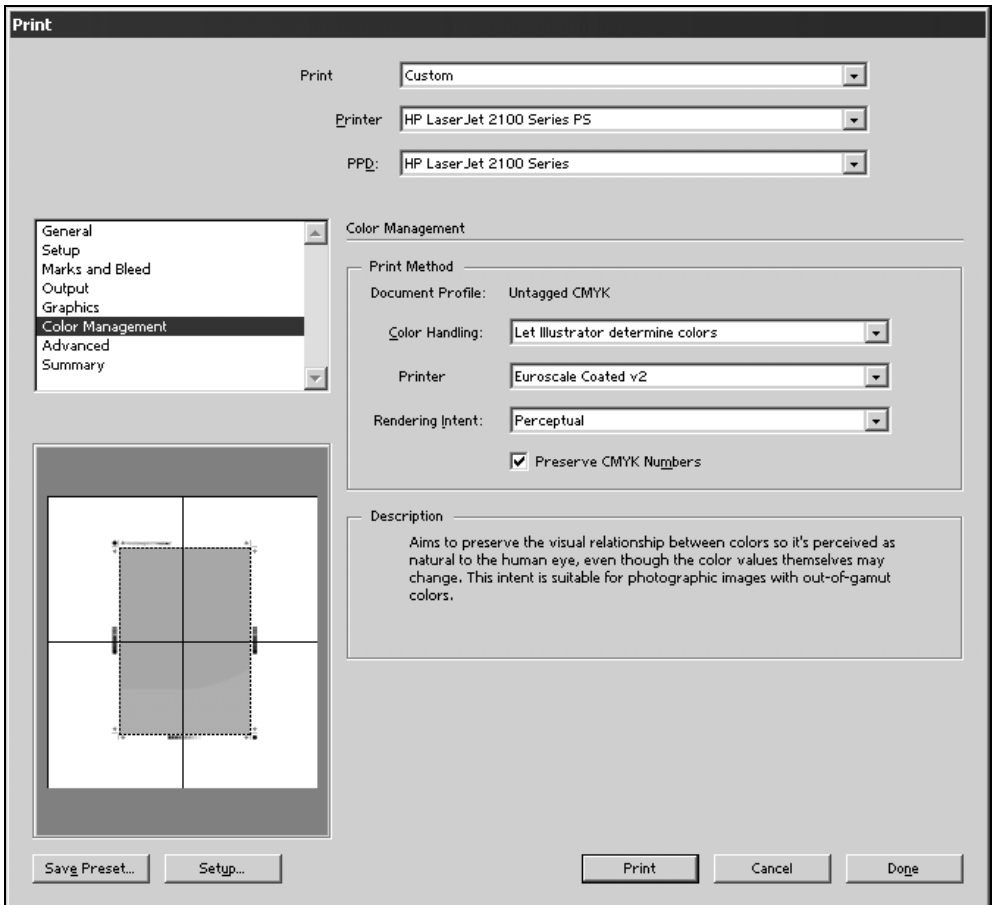 Print
Print Custom
Printer HP LaserJet 2100 Series PS
PPD: HP LaserJet 2100 Series
General
Setup
Marks and Bleed
Output
Graphics
Color Management
Advanced
Summary
Color Management
Print Method
Document Profile: Untagged CMYK
Color Handling: Let Illustrator determine colors
Printer Euroscale Coated v2
Rendering Intent: Perceptual
Preserve CMYK Numbers
Description
Aims to preserve the visual relationship between colors so it's perceived as
natural to the human eye, even though the color values themselves may
change. This intent is suitable for photographic images with out-of-gamut
colors.
Save Preset... Setup... Print Cancel Done